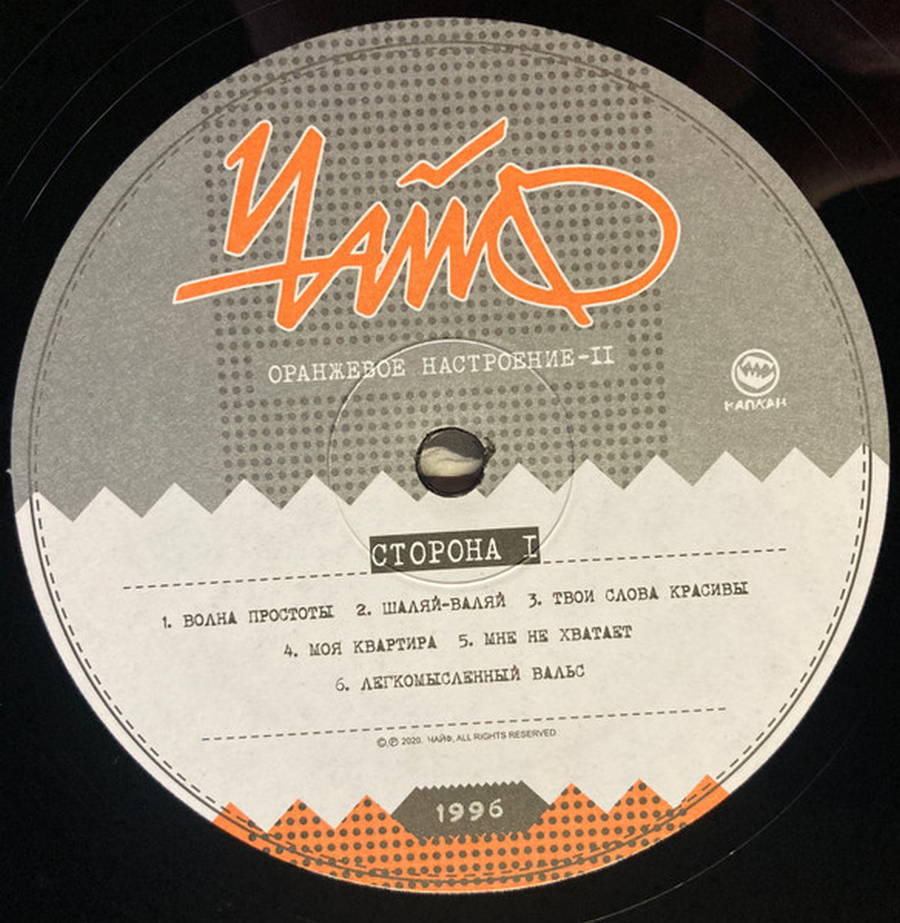 Чайф
ОРАНЖЕВОЕ НАСТРОЕНИЕ-II
КАПКАН
СТОРОНА I
1. ВОЛНА ПРОСТОТЫ 2. ШАЛЯЙ-ВАЛЯЙ 3. ТВОИ СЛОВА КРАСИВЫ
4. МОЯ КВАРТИРА 5. МНЕ НЕ ХВАТАЕТ
6. ЛЕГКОМЫСЛЕННЫЙ ВАЛЬС
©,℗ 2020. ЧАЙФ, ALL RIGHTS RESERVED
1996